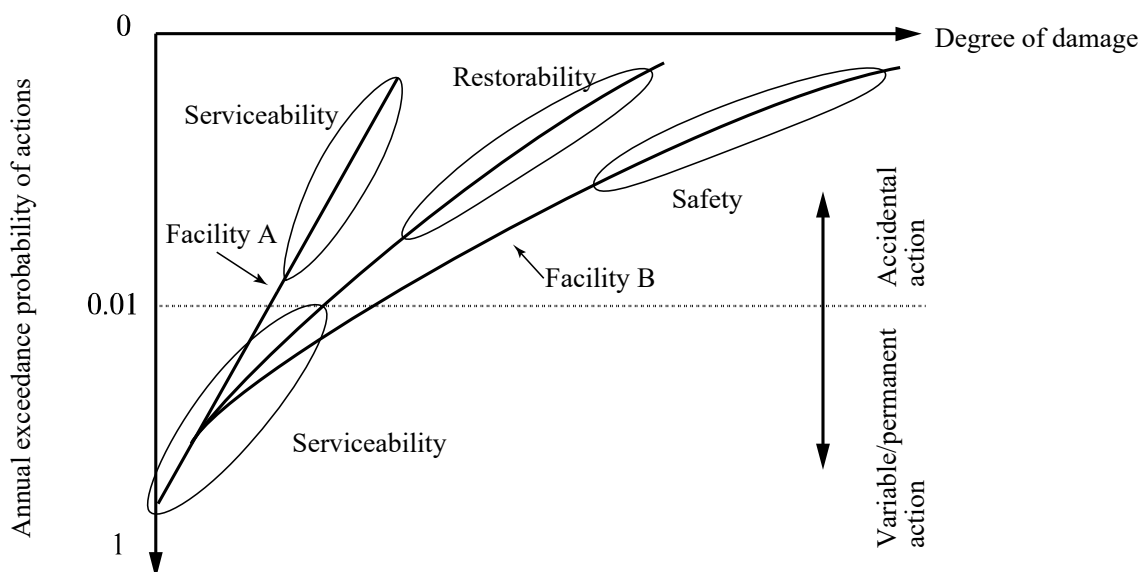 0
Degree of damage
Restorability
Serviceability
Safety
Facility A
Facility B
0.01
Serviceability
1
Annual exceedance probability of actions
Accidental
action
Variable/permanent
action